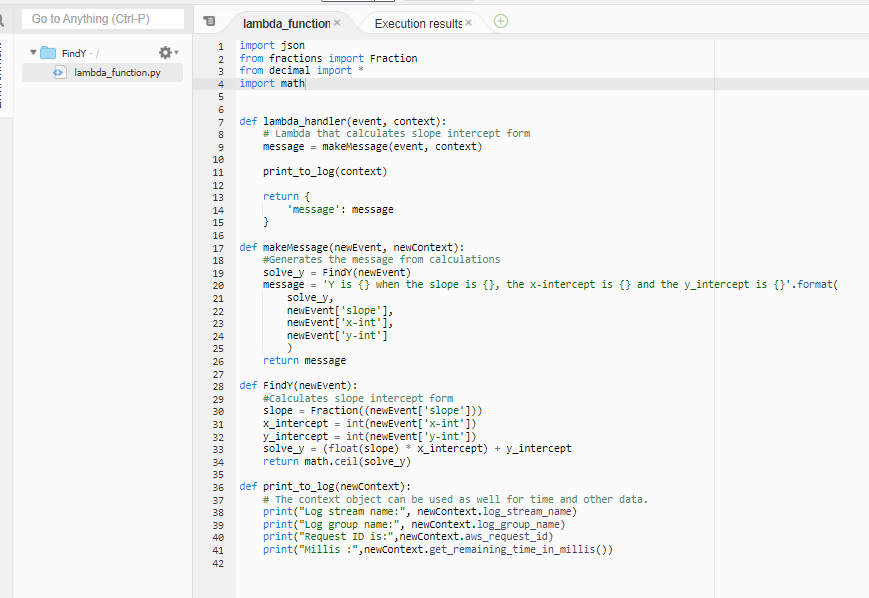 Go to Anything (Ctrl-P)
lambda_function
Execution results
FindY - /
lambda_function.py
1 import json
2 from fractions import Fraction
3 from decimal import *
4 import math
5
6
7 def lambda_handler(event, context):
8     # Lambda that calculates slope intercept form
9     message = makeMessage(event, context)
10
11     print_to_log(context)
12
13     return {
14         'message': message
15     }
16
17 def makeMessage(newEvent, newContext):
18     #Generates the message from calculations
19     solve_y = FindY(newEvent)
20     message = 'Y is {} when the slope is {}, the x-intercept is {} and the y_intercept is {}'.format(
21         solve_y,
22         newEvent['slope'],
23         newEvent['x-int'],
24         newEvent['y-int']
25         )
26     return message
27
28 def FindY(newEvent):
29     #Calculates slope intercept form
30     slope = Fraction((newEvent['slope']))
31     x_intercept = int(newEvent['x-int'])
32     y_intercept = int(newEvent['y-int'])
33     solve_y = (float(slope) * x_intercept) + y_intercept
34     return math.ceil(solve_y)
35
36 def print_to_log(newContext):
37     # The context object can be used as well for time and other data.
38     print("Log stream name:", newContext.log_stream_name)
39     print("Log group name:", newContext.log_group_name)
40     print("Request ID is:",newContext.aws_request_id)
41     print("Millis :",newContext.get_remaining_time_in_millis())
42